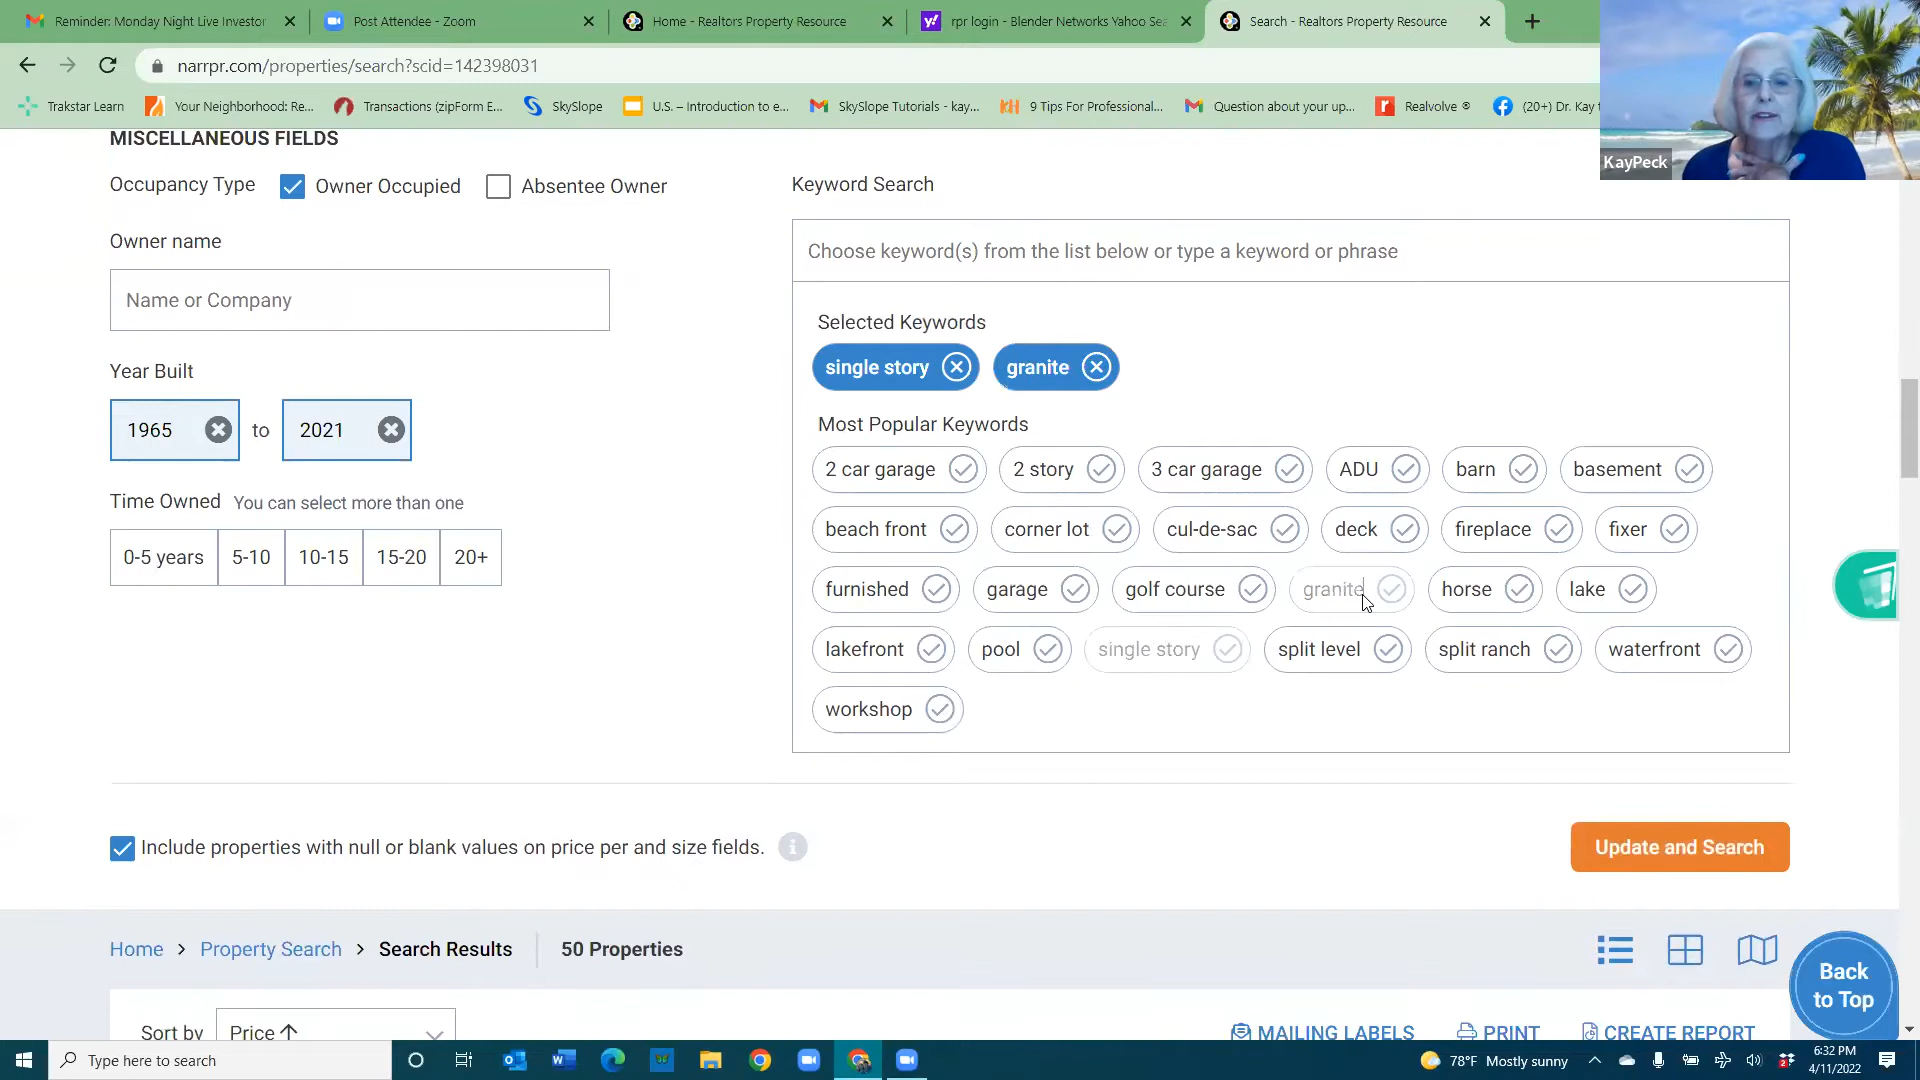 Reminder: Monday Night Live Investor
Post Attendee - Zoom
Home - Realtors Property Resource
rpr login - Blender Networks Yahoo Sea
Search - Realtors Property Resource
narrpr.com/properties/search?scid=142398031
Trakstar Learn
Your Neighborhood: Re...
Transactions (zipForm E...
SkySlope
U.S. – Introduction to e...
SkySlope Tutorials - kay...
9 Tips For Professional...
Question about your up...
Realvolve ®
(20+) Dr. Kay
KayPeck
MISCELLANEOUS FIELDS
Occupancy Type
Owner Occupied
Absentee Owner
Keyword Search
Owner name
Name or Company
Choose keyword(s) from the list below or type a keyword or phrase
Selected Keywords
single story
granite
Year Built
1965 to 2021
Most Popular Keywords
2 car garage
2 story
3 car garage
ADU
barn
basement
Time Owned You can select more than one
0-5 years
5-10
10-15
15-20
20+
beach front
corner lot
cul-de-sac
deck
fireplace
fixer
furnished
garage
golf course
granite
horse
lake
lakefront
pool
single story
split level
split ranch
waterfront
workshop
Include properties with null or blank values on price per and size fields.
Update and Search
Home > Property Search > Search Results
50 Properties
Back
to Top
Sort by
Price ↑
MAILING LABELS
PRINT
CREATE REPORT
Type here to search
78°F Mostly sunny
6:32 PM
4/11/2022